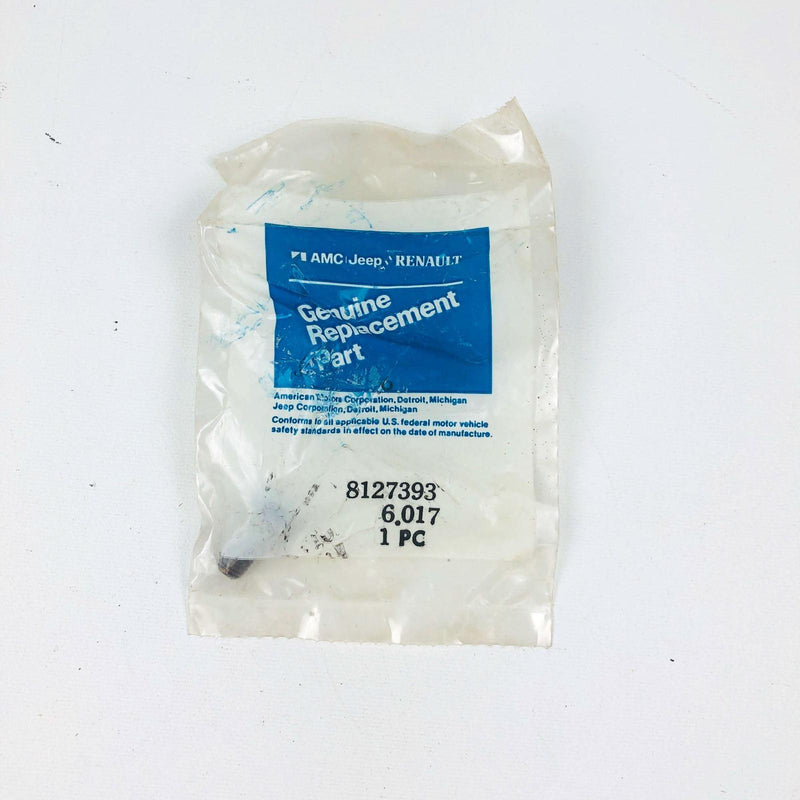 AMC Jeep RENAULT
Genuine
Replacement
Part
American Motors Corporation, Detroit, Michigan
Jeep Corporation, Detroit, Michigan
Conforms to all applicable U.S. federal motor vehicle
safety standards in effect on the date of manufacture.
8127393
6.017
1 PC